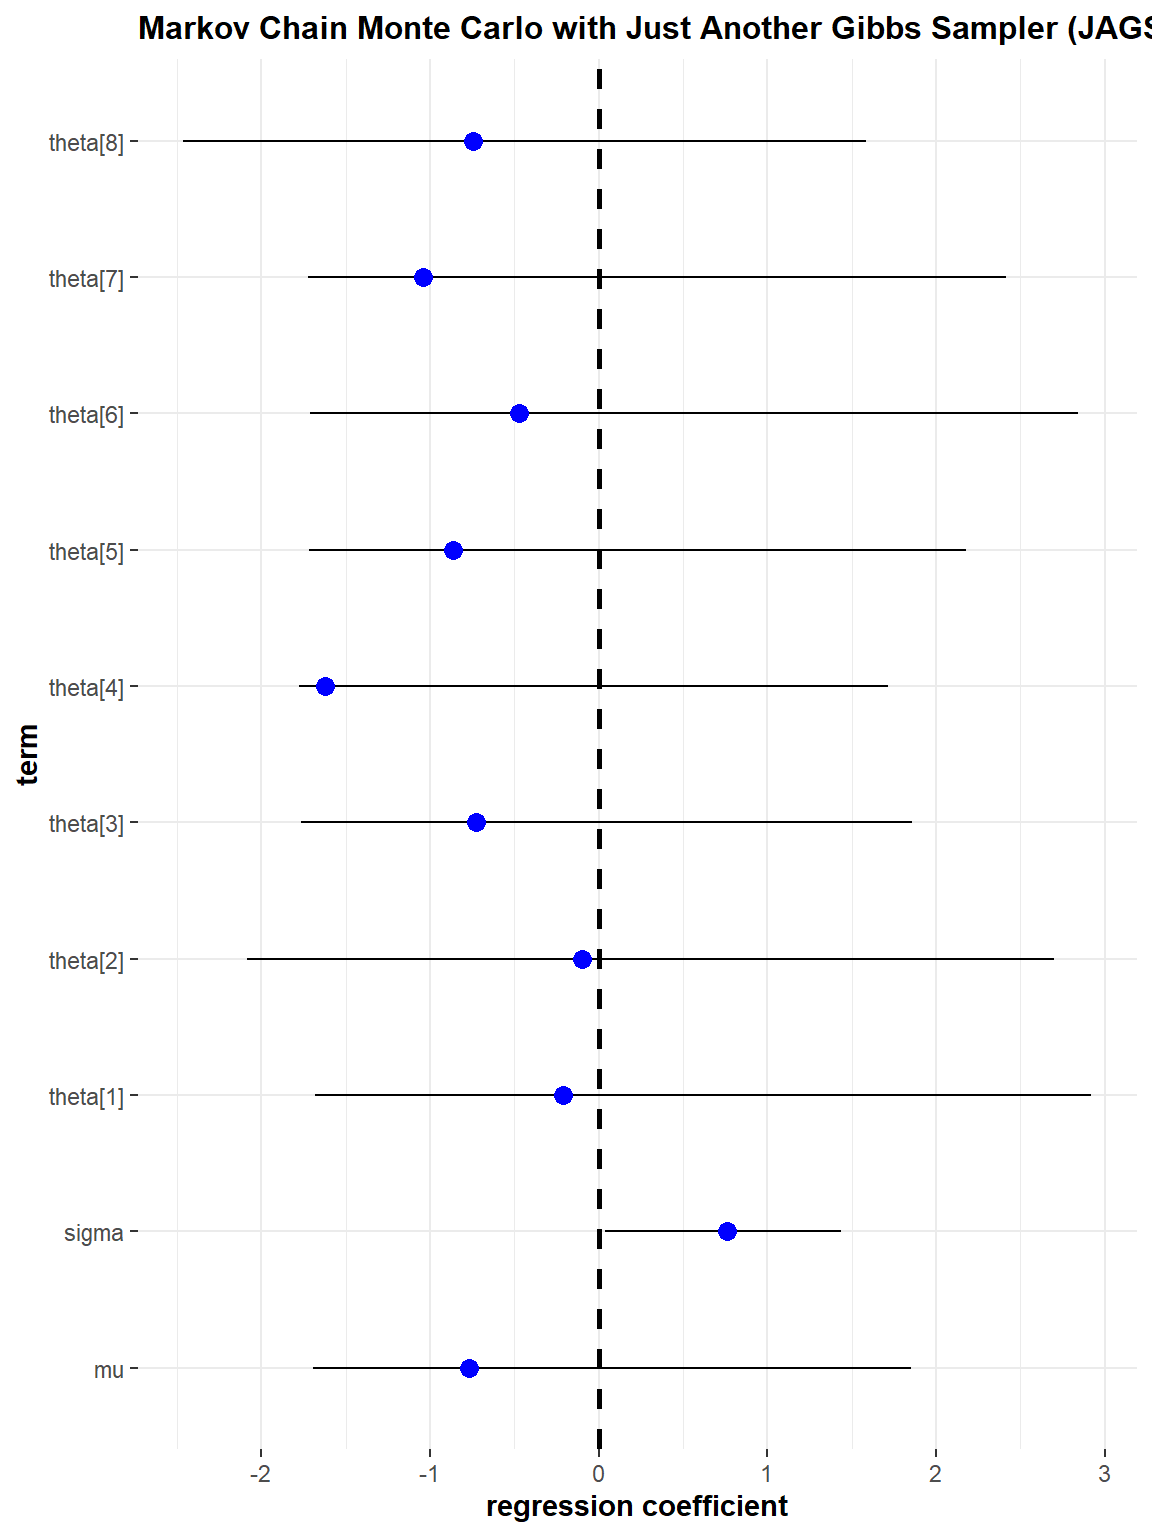 Markov Chain Monte Carlo with Just Another Gibbs Sampler (JAGS
theta[8]
theta[7]
theta[6]
theta[5]
theta[4]
theta[3]
theta[2]
theta[1]
sigma
mu
term
-2 -1 0 1 2 3
regression coefficient